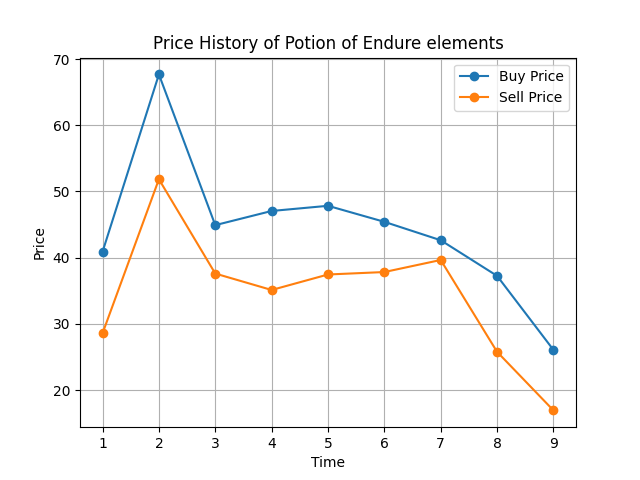 Price History of Potion of Endure elements
Buy Price
Sell Price
Price
70
60
50
40
30
20
1 2 3 4 5 6 7 8 9
Time